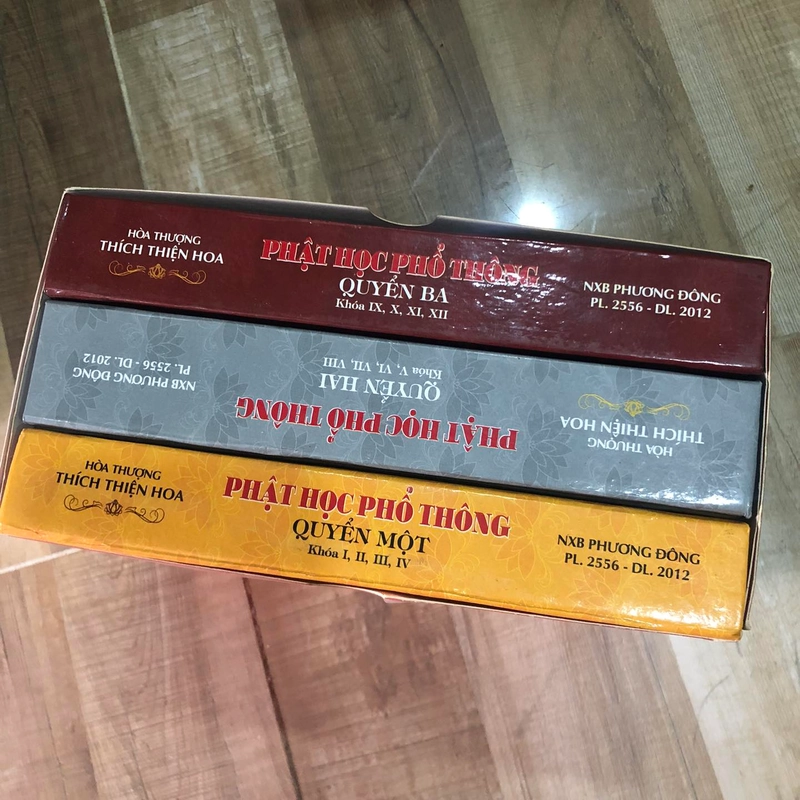 HÒA THƯỢNG
THÍCH THIỆN HOA
PHẬT HỌC PHỔ THÔNG
QUYỂN BA
Khóa IX, X, XI, XII
NXB PHƯƠNG ĐÔNG
PL. 2556 - DL. 2012
HÒA THƯỢNG
THÍCH THIỆN HOA
PHẬT HỌC PHỔ THÔNG
QUYỂN HAI
Khóa V, VI, VII, VIII
NXB PHƯƠNG ĐÔNG
PL. 2556 - DL. 2012
HÒA THƯỢNG
THÍCH THIỆN HOA
PHẬT HỌC PHỔ THÔNG
QUYỂN MỘT
Khóa I, II, III, IV
NXB PHƯƠNG ĐÔNG
PL. 2556 - DL. 2012